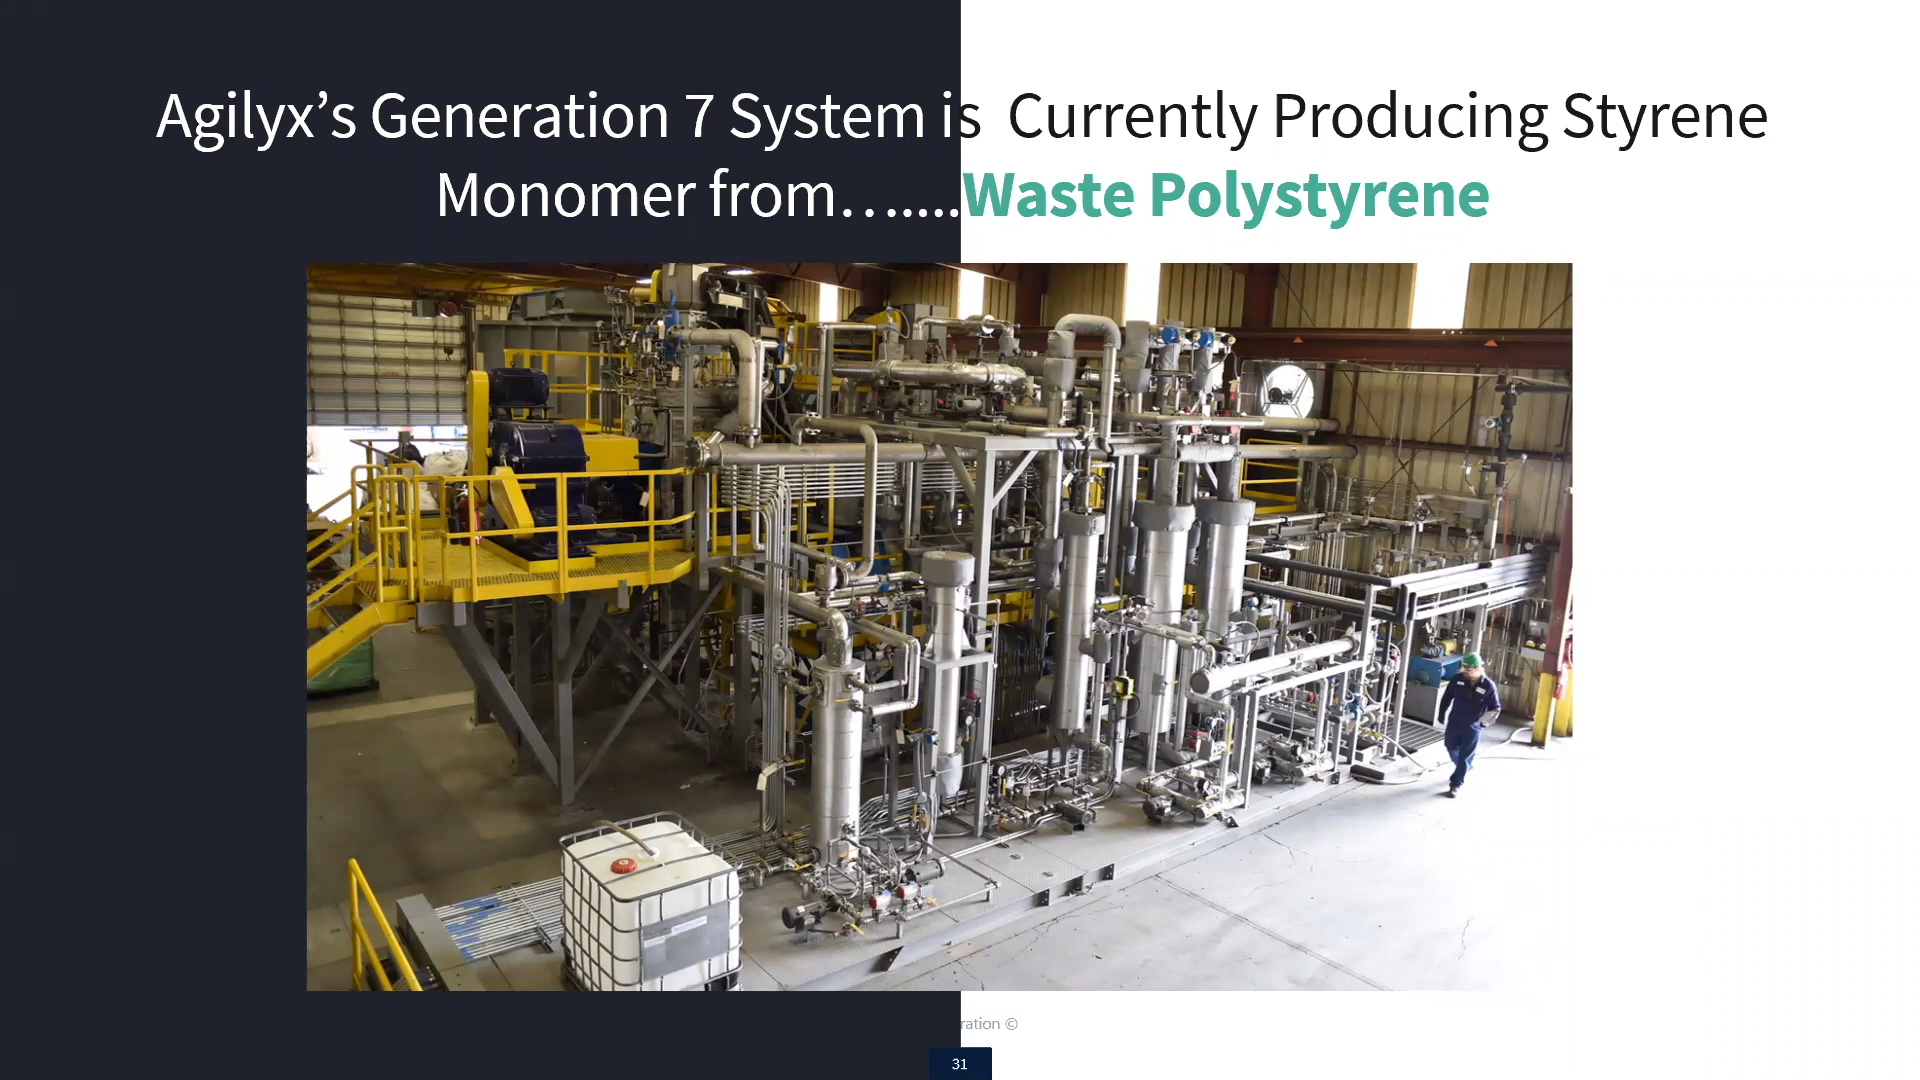 Agilyx’s Generation 7 System is Currently Producing Styrene
Monomer from….....Waste Polystyrene
ration ©
31